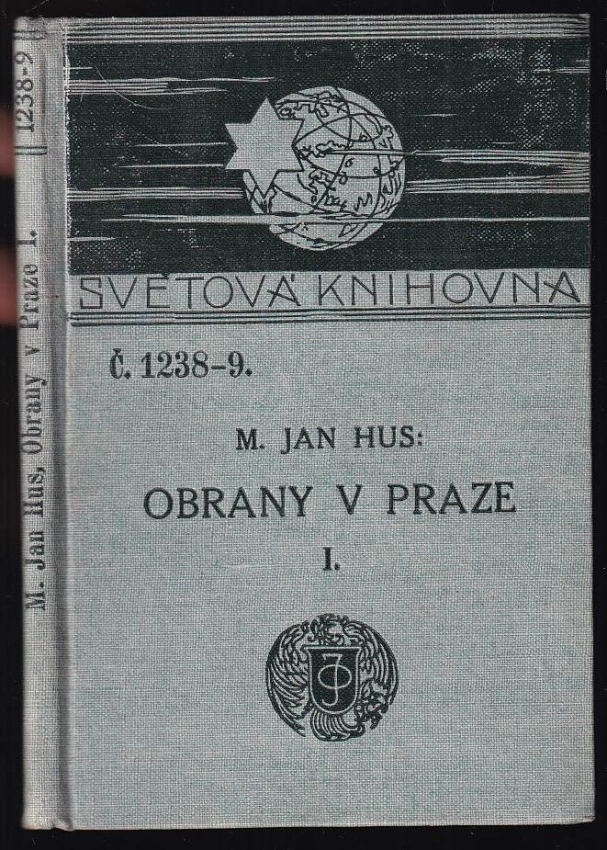 SVĚTOVÁ KNIHOVNA
Č. 1238-9.
M. JAN HUS:
OBRANY V PRAZE
I.
M. Jan Hus, Obrany v Praze I. 1238-9